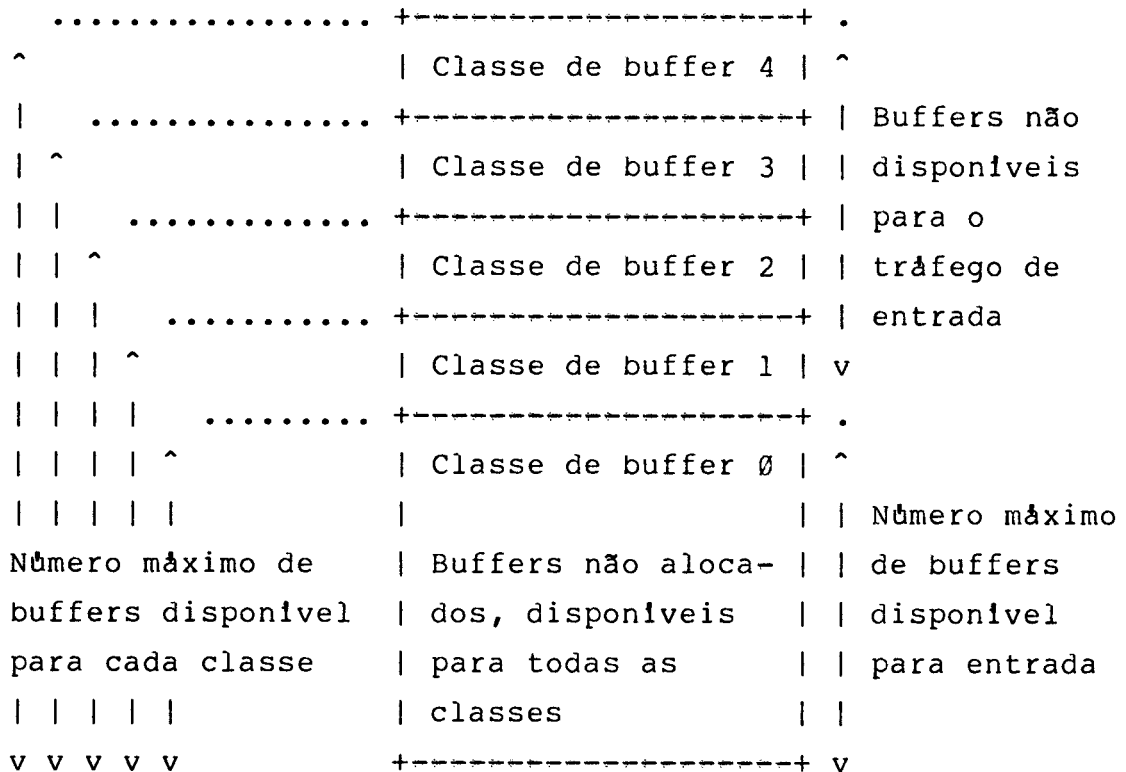 Classe de buffer 4
Buffers não
Classe de buffer 3 disponíveis
para o
Classe de buffer 2 tráfego de
entrada
Classe de buffer 1
Classe de buffer 0
Número máximo
Número máximo de Buffers não aloca- de buffers
buffers disponível dos, disponíveis disponível
para cada classe para todas as para entrada
classes